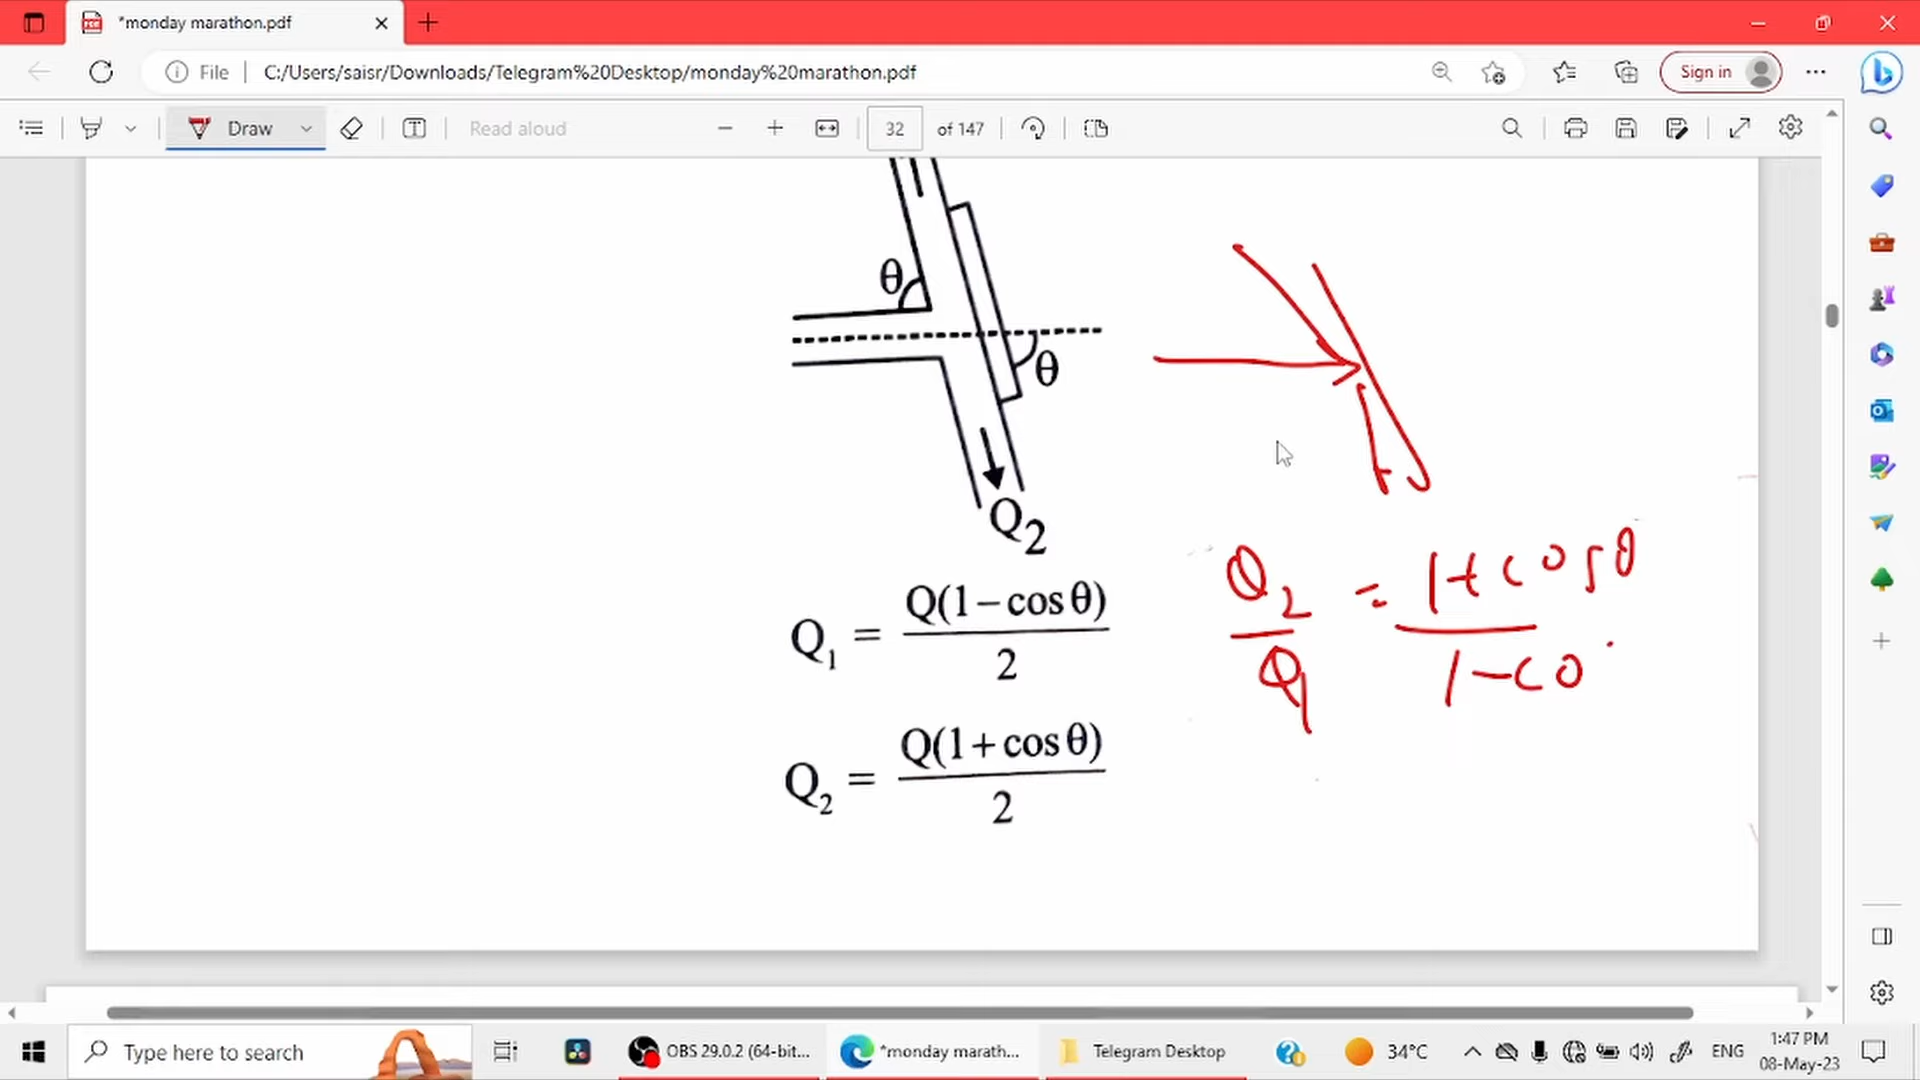 *monday marathon.pdf
File
C:/Users/saisr/Downloads/Telegram%20Desktop/monday%20marathon.pdf
Sign in
Draw
Read aloud
32 of 147
θ
θ
Q2
Q1 = Q(1 − cos θ) / 2
Q2 = Q(1 + cos θ) / 2
Q2/Q1 = 1+cosθ / 1-co
Type here to search
OBS 29.0.2 (64-bit...
*monday marath...
Telegram Desktop
34°C
ENG
1:47 PM
08-May-23